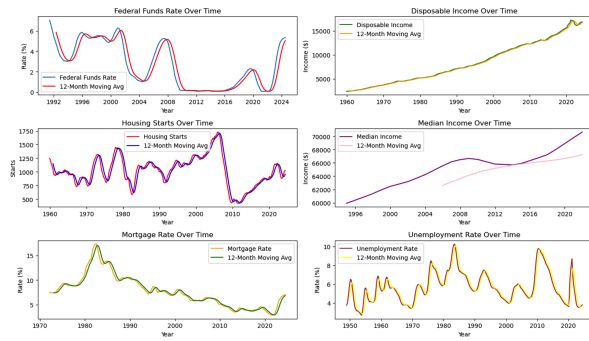 Federal Funds Rate Over Time
Rate (%)
6
4
2
0
Federal Funds Rate
12-Month Moving Avg
1992 1996 2000 2004 2008 2012 2016 2020 2024
Year
Disposable Income Over Time
Income ($)
15000
10000
5000
Disposable Income
12-Month Moving Avg
1960 1970 1980 1990 2000 2010 2020
Year
Housing Starts Over Time
Starts
1750
1500
1250
1000
750
500
Housing Starts
12-Month Moving Avg
1960 1970 1980 1990 2000 2010 2020
Year
Median Income Over Time
Income ($)
70000
68000
66000
64000
62000
60000
Median Income
12-Month Moving Avg
1996 2000 2004 2008 2012 2016 2020
Year
Mortgage Rate Over Time
Rate (%)
15
10
5
Mortgage Rate
12-Month Moving Avg
1970 1980 1990 2000 2010 2020
Year
Unemployment Rate Over Time
Rate (%)
10
8
6
4
Unemployment Rate
12-Month Moving Avg
1950 1960 1970 1980 1990 2000 2010 2020
Year